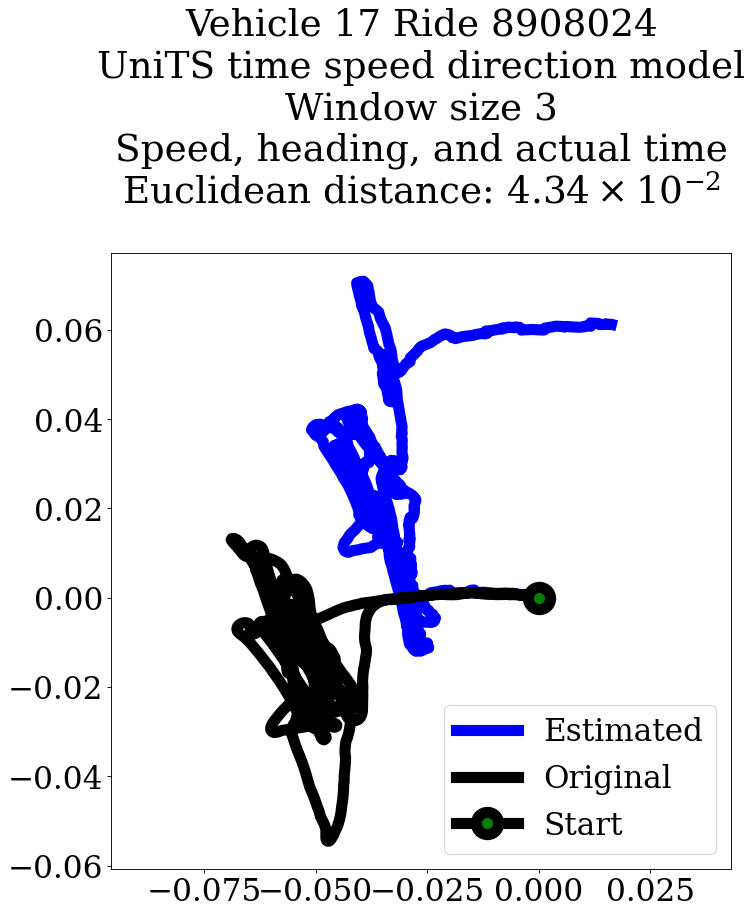 Vehicle 17 Ride 8908024
UniTS time speed direction model
Window size 3
Speed, heading, and actual time
Euclidean distance: 4.34 × 10⁻²
0.06
0.04
0.02
0.00
−0.02
−0.04
−0.06
Estimated
Original
Start
−0.075 −0.050 −0.025 0.000 0.025